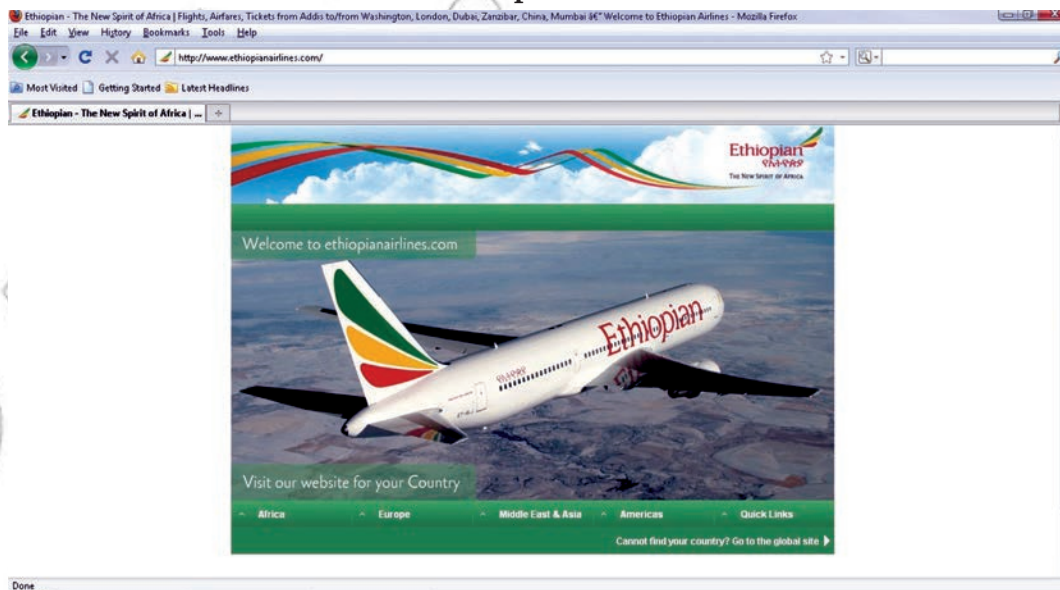 Ethiopian - The New Spirit of Africa | Flights, Airfares, Tickets from Addis to/from Washington, London, Dubai, Zanzibar, China, Mumbai â€“ Welcome to Ethiopian Airlines - Mozilla Firefox
File Edit View History Bookmarks Tools Help
http://www.ethiopianairlines.com/
Most Visited Getting Started Latest Headlines
Ethiopian - The New Spirit of Africa | ...
Ethiopian
የኢትዮጵያ
THE NEW SPIRIT OF AFRICA
Welcome to ethiopianairlines.com
Ethiopian
የኢትዮጵያ
Visit our website for your Country
Africa Europe Middle East & Asia Americas Quick Links
Cannot find your country? Go to the global site
Done